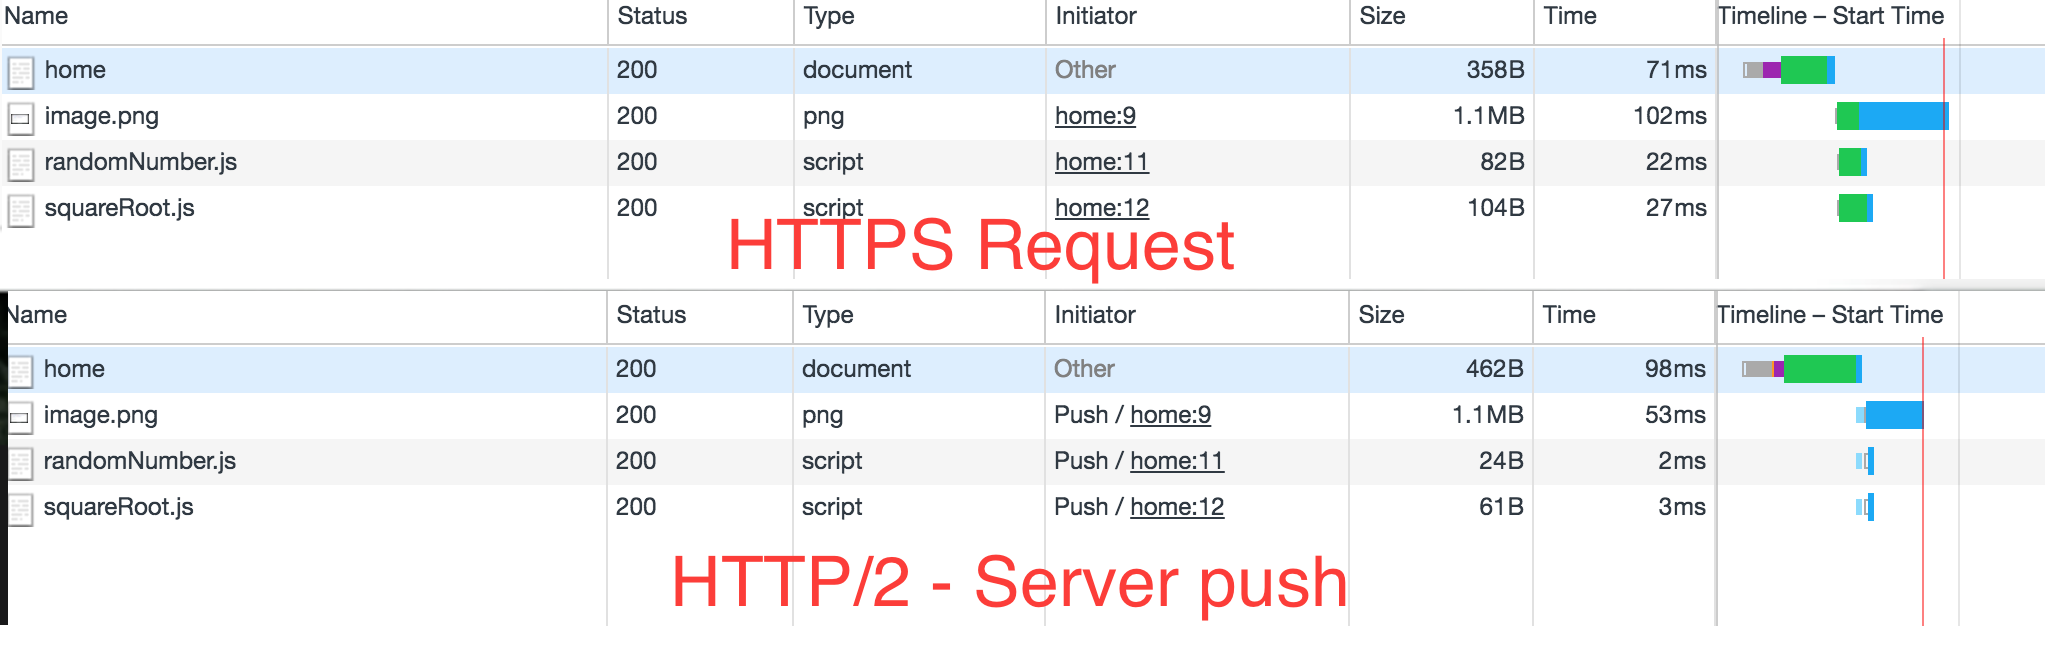 Name Status Type Initiator Size Time Timeline – Start Time
home 200 document Other 358B 71ms
image.png 200 png home:9 1.1MB 102ms
randomNumber.js 200 script home:11 82B 22ms
squareRoot.js 200 script home:12 104B 27ms
HTTPS Request
Name Status Type Initiator Size Time Timeline – Start Time
home 200 document Other 462B 98ms
image.png 200 png Push / home:9 1.1MB 53ms
randomNumber.js 200 script Push / home:11 24B 2ms
squareRoot.js 200 script Push / home:12 61B 3ms
HTTP/2 - Server push